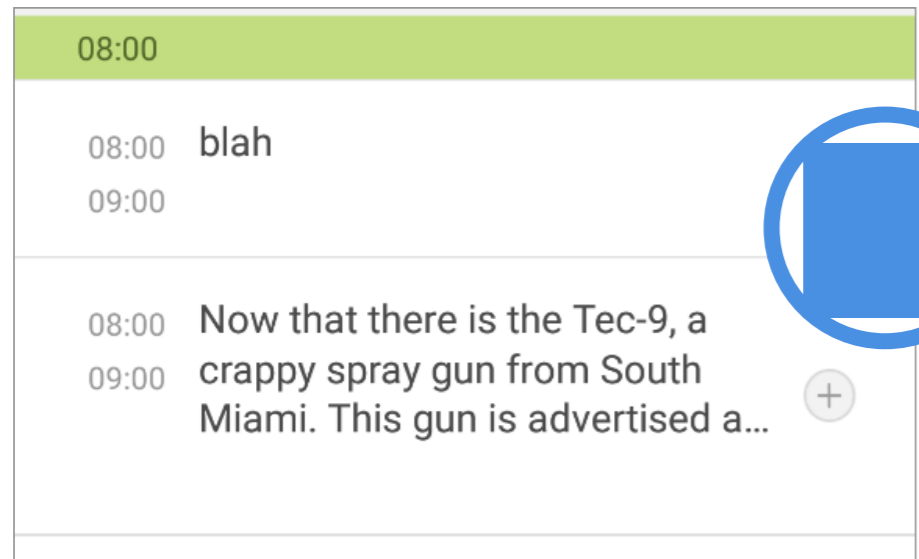 08:00
08:00 blah
09:00
08:00 Now that there is the Tec-9, a
09:00 crappy spray gun from South
Miami. This gun is advertised a…